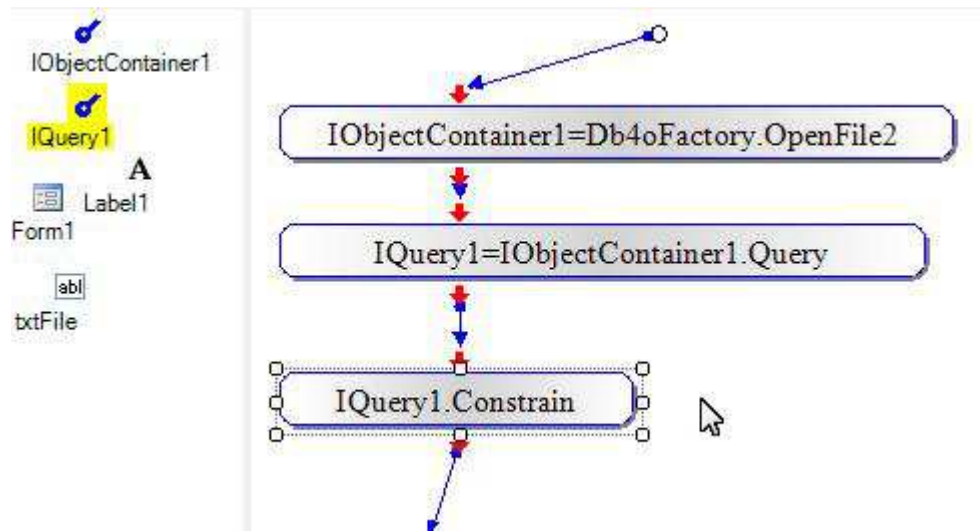 IObjectContainer1
IQuery1
A
Label1
Form1
abl
txtFile
IObjectContainer1=Db4oFactory.OpenFile2
IQuery1=IObjectContainer1.Query
IQuery1.Constrain